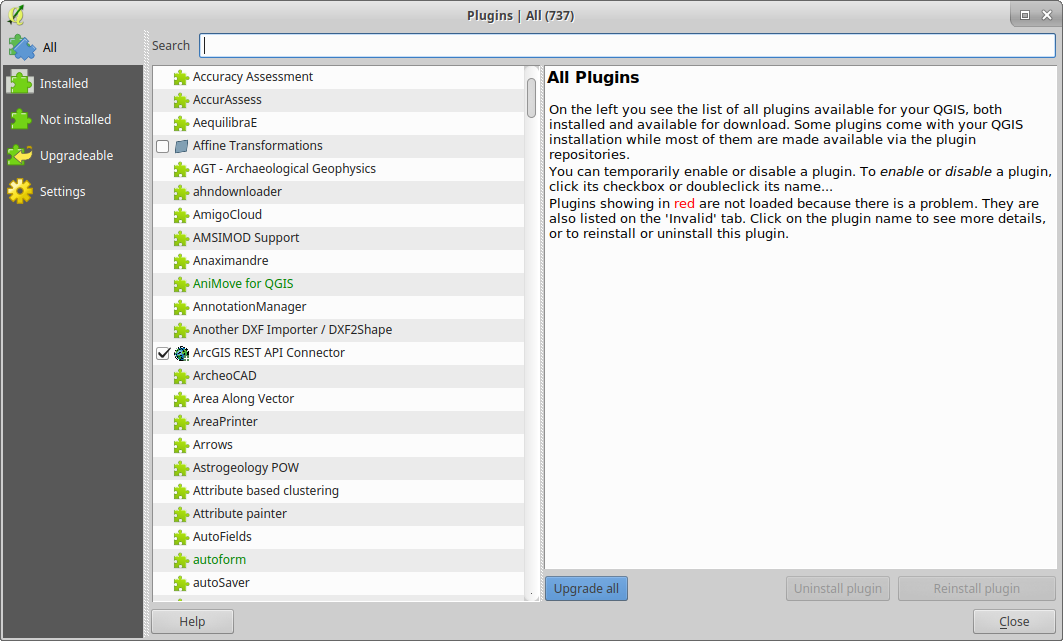 Plugins | All (737)
All
Installed
Not installed
Upgradeable
Settings
Search
Accuracy Assessment
AccurAssess
AequilibraE
Affine Transformations
AGT - Archaeological Geophysics
ahndownloader
AmigoCloud
AMSIMOD Support
Anaximandre
AniMove for QGIS
AnnotationManager
Another DXF Importer / DXF2Shape
ArcGIS REST API Connector
ArcheoCAD
Area Along Vector
AreaPrinter
Arrows
Astrogeology POW
Attribute based clustering
Attribute painter
AutoFields
autoform
autoSaver
All Plugins
On the left you see the list of all plugins available for your QGIS, both
installed and available for download. Some plugins come with your QGIS
installation while most of them are made available via the plugin
repositories.
You can temporarily enable or disable a plugin. To enable or disable a plugin,
click its checkbox or doubleclick its name...
Plugins showing in red are not loaded because there is a problem. They are
also listed on the 'Invalid' tab. Click on the plugin name to see more details,
or to reinstall or uninstall this plugin.
Upgrade all
Uninstall plugin
Reinstall plugin
Help
Close